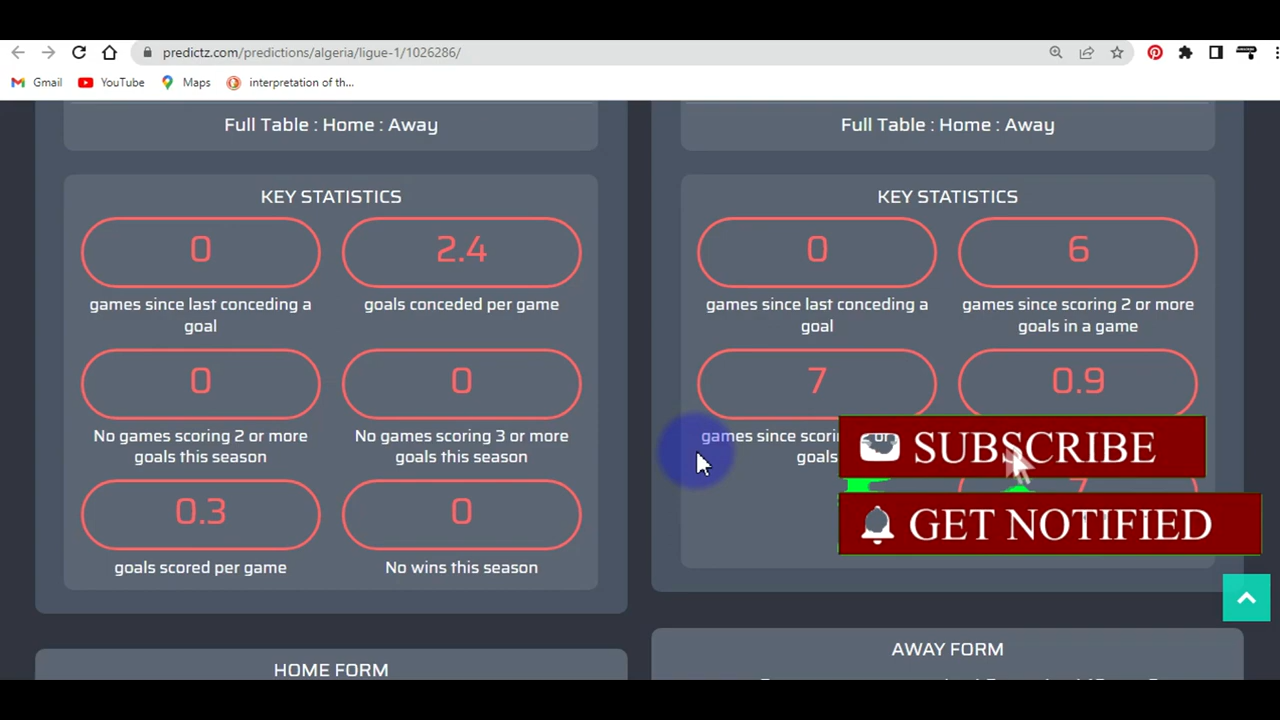 predictz.com/predictions/algeria/ligue-1/1026286/
Gmail YouTube Maps interpretation of th...
Full Table : Home : Away
KEY STATISTICS
0 2.4
games since last conceding a goals conceded per game
goal
0 0
No games scoring 2 or more No games scoring 3 or more
goals this season goals this season
0.3 0
goals scored per game No wins this season
HOME FORM
Full Table : Home : Away
KEY STATISTICS
0 6
games since last conceding a games since scoring 2 or more
goal goals in a game
7 0.9
games since
goals
7
SUBSCRIBE
GET NOTIFIED
AWAY FORM